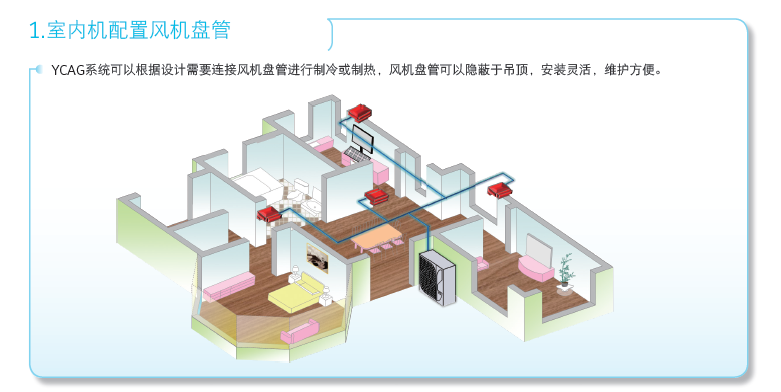 1.室内机配置风机盘管
YCAG系统可以根据设计需要连接风机盘管进行制冷或制热，风机盘管可以隐蔽于吊顶，安装灵活，维护方便。